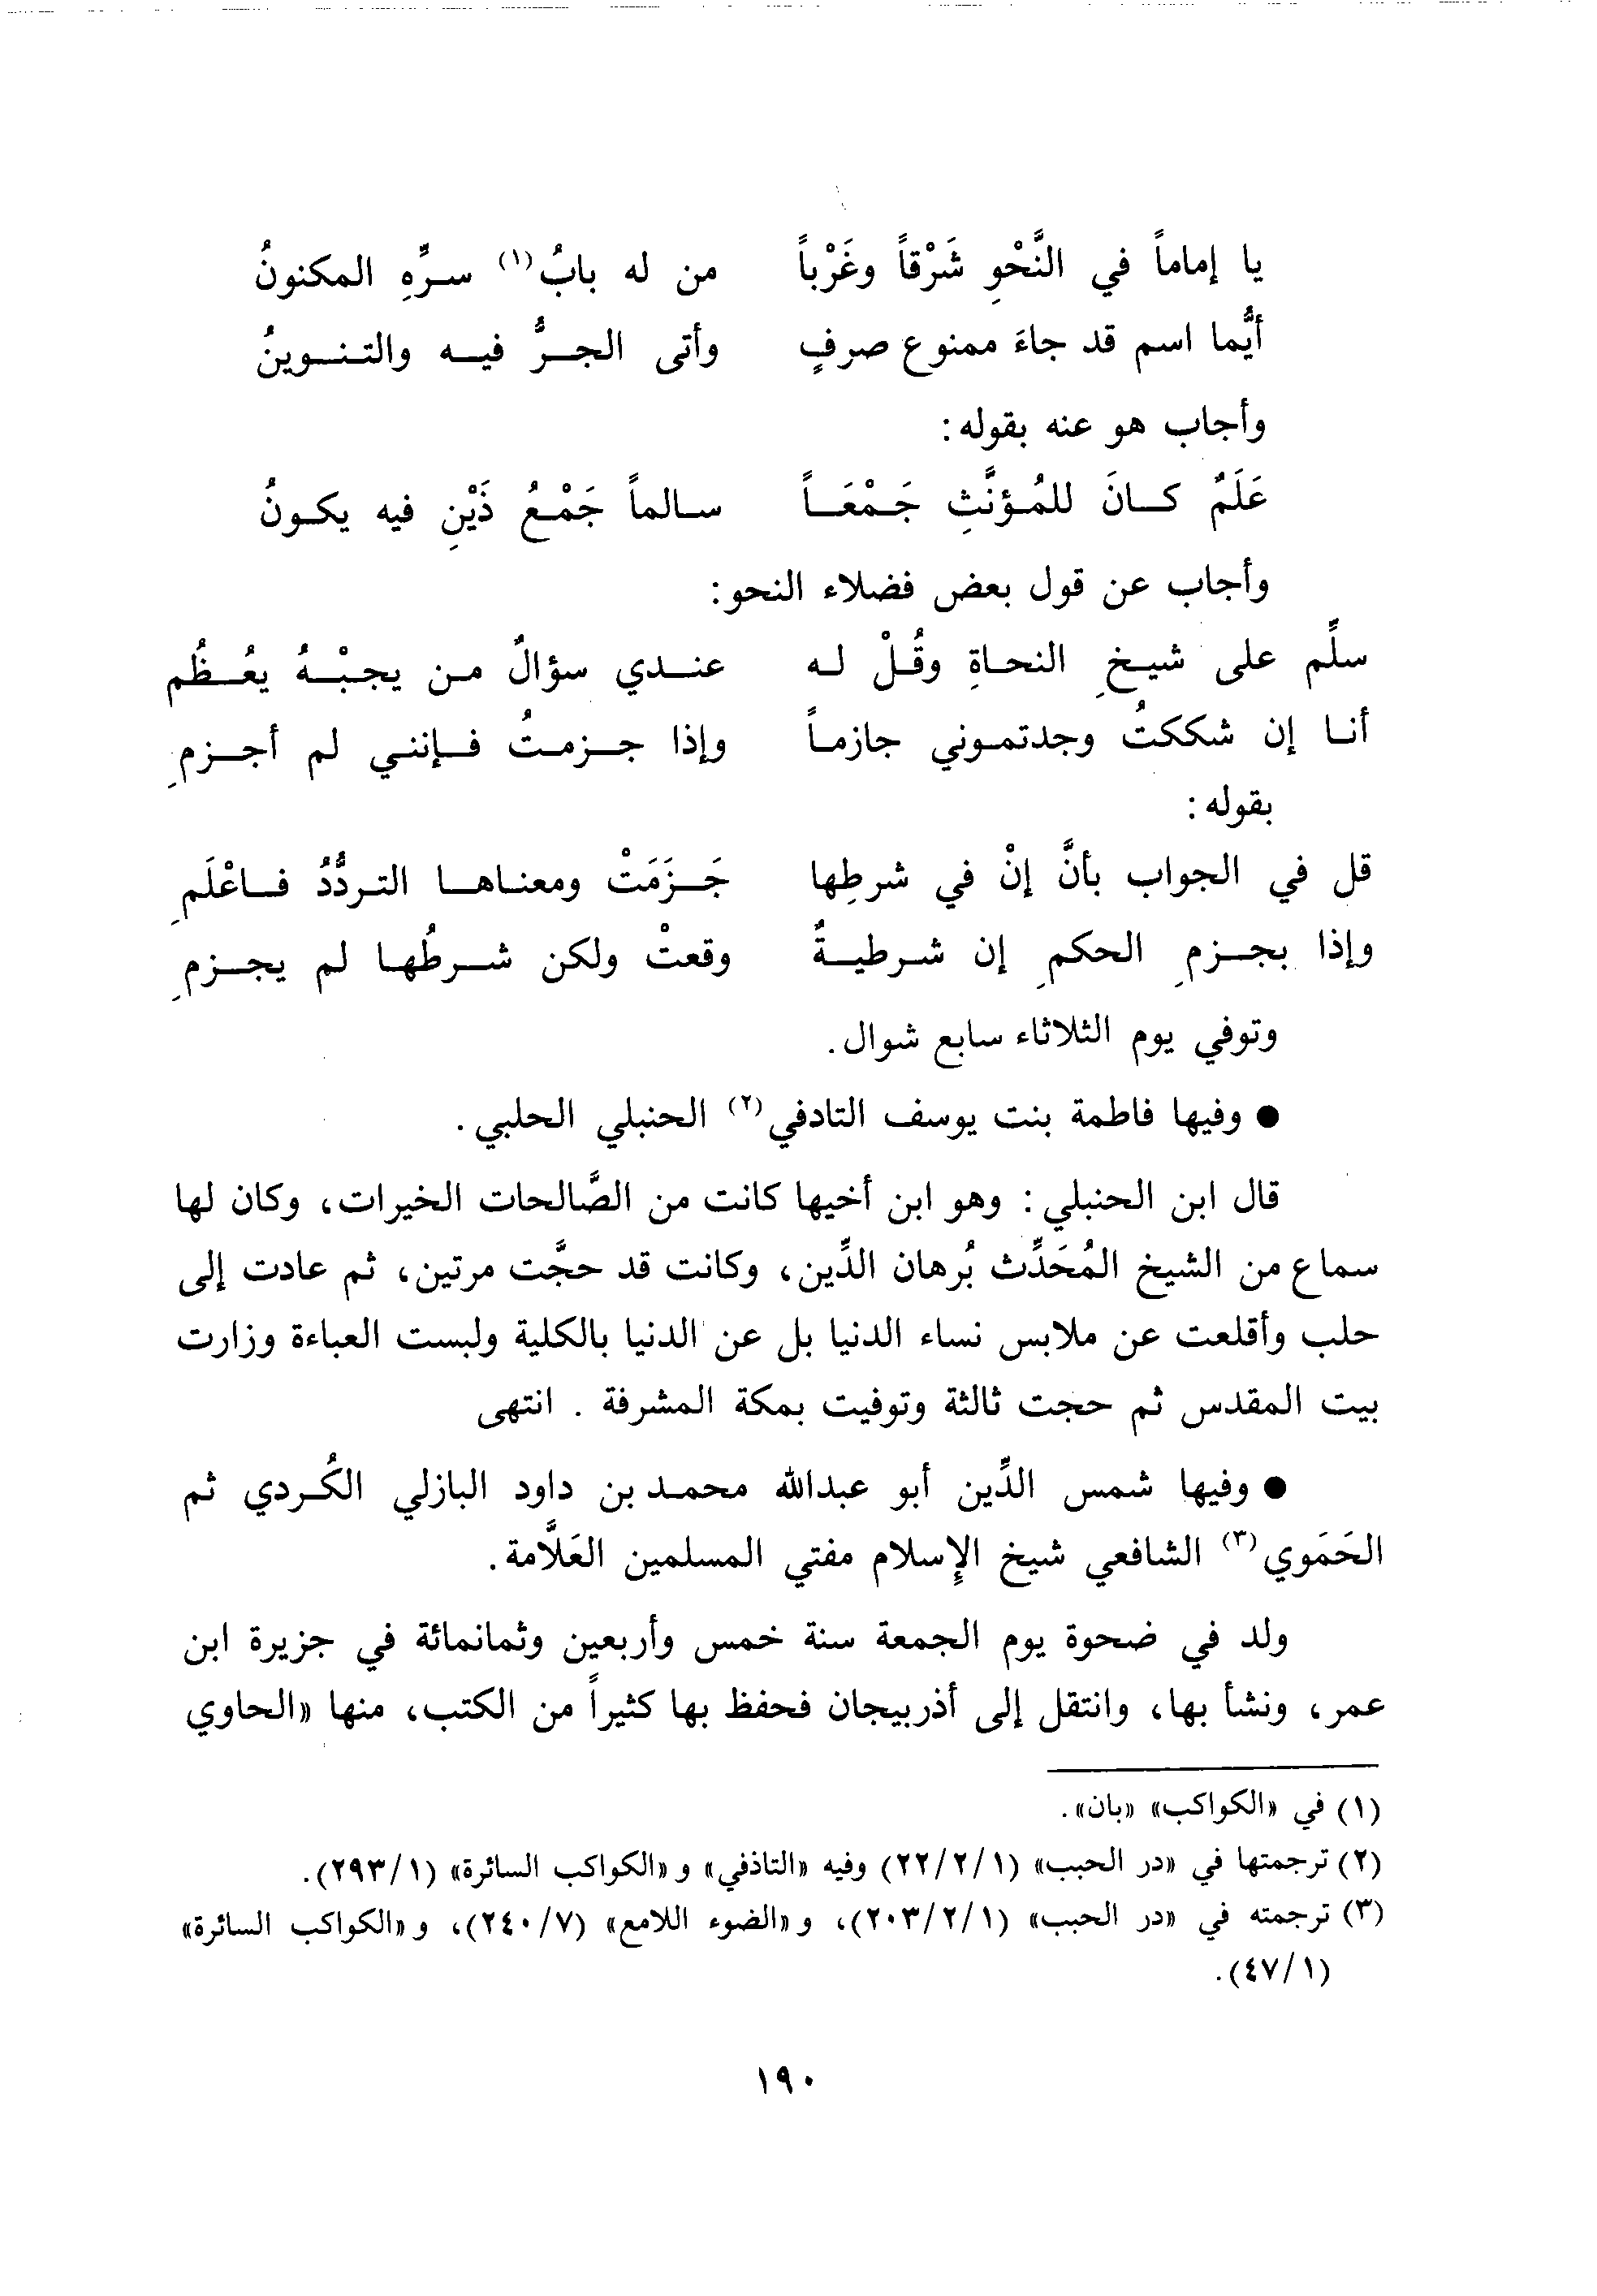 يا إماماً في النَّحْوِ شَرْقاً وغَرْباً من له بابُ(١) سرِّهِ المكنونُ
أيُّما اسم قد جاءَ ممنوع صرفٍ وأتى الجرُّ فيه والتنوينُ
وأجاب هو عنه بقوله:
عَلَمٌ كانَ للمُؤنَّثِ جَمْعَاً سالماً جَمْعُ ذَيْنِ فيه يكونُ
وأجاب عن قول بعض فضلاء النحو:
سلِّم على شيخِ النحاةِ وقُلْ له عندي سؤالٌ من يجبْهُ يعُظُم
أنا إن شككتُ وجدتموني جازماً وإذا جزمتُ فإنني لم أجزمِ
بقوله:
قل في الجواب بأنَّ إنْ في شرطِها جَزَمَتْ ومعناها التردُّدُ فاعْلَمِ
وإذا بجزمِ الحكمِ إن شرطيةٌ وقعتْ ولكن شرطُها لم يجزمِ
وتوفي يوم الثلاثاء سابع شوال.
● وفيها فاطمة بنت يوسف التادفي(٢) الحنبلي الحلبي.
قال ابن الحنبلي: وهو ابن أخيها كانت من الصَّالحات الخيرات، وكان لها
سماع من الشيخ المُحَدِّث بُرهان الدِّين، وكانت قد حجَّت مرتين، ثم عادت إلى
حلب وأقلعت عن ملابس نساء الدنيا بل عن الدنيا بالكلية ولبست العباءة وزارت
بيت المقدس ثم حجت ثالثة وتوفيت بمكة المشرفة . انتهى
● وفيها شمس الدِّين أبو عبدالله محمد بن داود البازلي الكُردي ثم
الحَمَوي(٣) الشافعي شيخ الإسلام مفتي المسلمين العَلَّامة.
ولد في ضحوة يوم الجمعة سنة خمس وأربعين وثمانمائة في جزيرة ابن
عمر، ونشأ بها، وانتقل إلى أذربيجان فحفظ بها كثيراً من الكتب، منها «الحاوي
(١) في «الكواكب» «بان».
(٢) ترجمتها في «در الحبب» (٢٢/٢/١) وفيه «التاذفي» و «الكواكب السائرة» (٢٩٣/١).
(٣) ترجمته في «در الحبب» (٢٠٣/٢/١)، و «الضوء اللامع» (٢٤٠/٧)، و «الكواكب السائرة»
(٤٧/١).
١٩٠